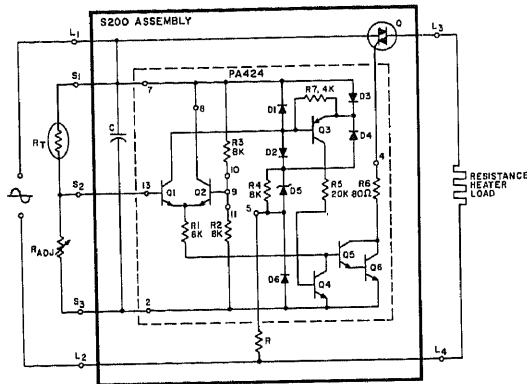 S200 ASSEMBLY
L1
Q
L3
S1
7
PA424
8
R7, 4K
D1
D3
RT
C
R3
8K
Q3
D4
D2
10
4
S2
13
Q1
Q2
9
R4
8K
D5
R5
20K
R6
80Ω
RESISTANCE
HEATER
LOAD
11
5
RADJ
R1
8K
R2
8K
Q5
Q6
D6
Q4
S3
2
R
L2
L4